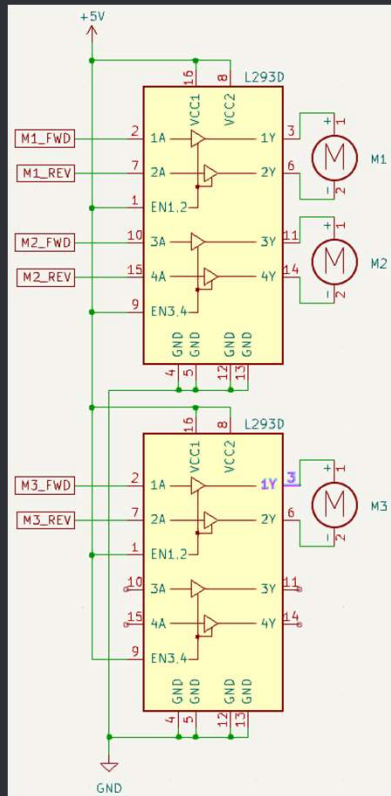 +5V
L293D
16
8
VCC1
VCC2
M1_FWD
2
1A
1Y
3
1
+
M
M1
M1_REV
7
2A
2Y
6
-
2
1
EN1,2
M2_FWD
10
3A
3Y
11
1
+
M
M2
M2_REV
15
4A
4Y
14
-
2
9
EN3,4
GND
GND
GND
GND
4
5
12
13
L293D
16
8
VCC1
VCC2
M3_FWD
2
1A
1Y
3
1
+
M
M3
M3_REV
7
2A
2Y
6
-
2
1
EN1,2
10
3A
3Y
11
15
4A
4Y
14
9
EN3,4
GND
GND
GND
GND
4
5
12
13
GND